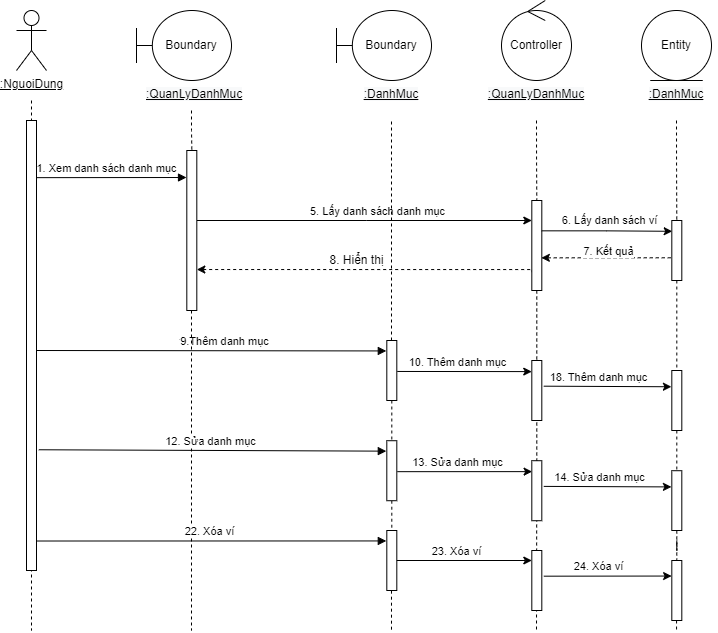 Boundary
Boundary
Controller
Entity
:NguoiDung
:QuanLyDanhMuc
:DanhMuc
:QuanLyDanhMuc
:DanhMuc
1. Xem danh sách danh mục
5. Lấy danh sách danh mục
6. Lấy danh sách ví
7. Kết quả
8. Hiển thị
9.Thêm danh mục
10. Thêm danh mục
18. Thêm danh mục
12. Sửa danh mục
13. Sửa danh mục
14. Sửa danh mục
22. Xóa ví
23. Xóa ví
24. Xóa ví